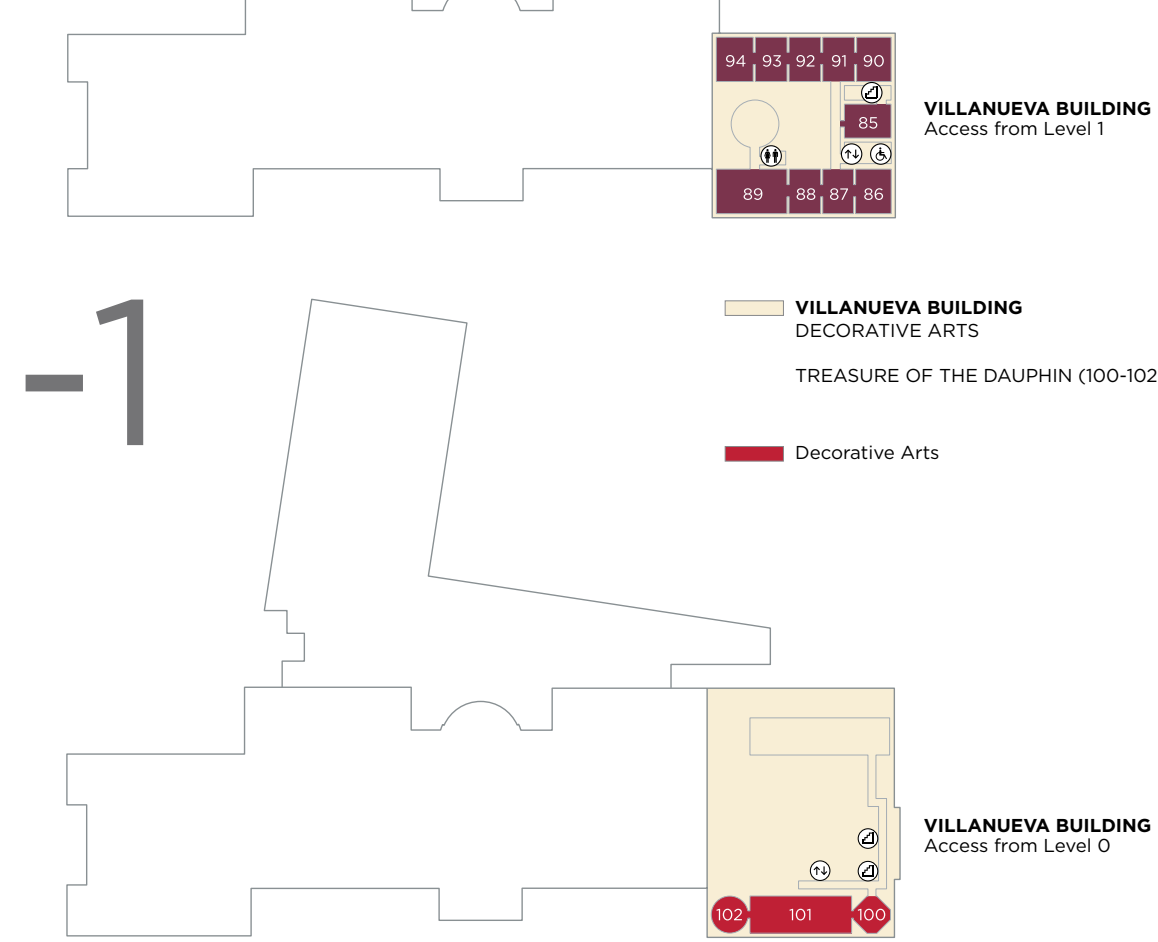 94 93 92 91 90
85
89 88 87 86
VILLANUEVA BUILDING
Access from Level 1
-1
VILLANUEVA BUILDING
DECORATIVE ARTS
TREASURE OF THE DAUPHIN (100-102
Decorative Arts
VILLANUEVA BUILDING
Access from Level 0
102 101 100